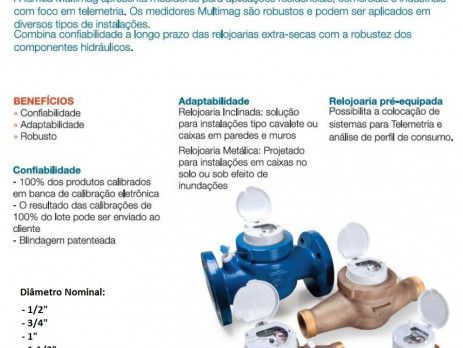 A família Multimag apresenta medidores para aplicações residenciais, comerciais e industriais
com foco em telemetria. Os medidores Multimag são robustos e podem ser aplicados em
diversos tipos de instalações.
Combina confiabilidade a longo prazo das relojoarias extra-secas com a robustez dos
componentes hidráulicos.
BENEFÍCIOS
» Confiabilidade
» Adaptabilidade
» Robusto
Confiabilidade
- 100% dos produtos calibrados
em banca de calibração eletrônica
- O resultado das calibrações de
100% do lote pode ser enviado ao
cliente
- Blindagem patenteada
Adaptabilidade
Relojoaria Inclinada: solução
para instalações tipo cavalete ou
caixas em paredes e muros
Relojoaria Metálica: Projetado
para instalações em caixas no
solo ou sob efeito de
inundações
Relojoaria pré-equipada
Possibilita a colocação de
sistemas para Telemetria e
análise de perfil de consumo.
Diâmetro Nominal:
- 1/2"
- 3/4"
- 1"
- 1 1/2"